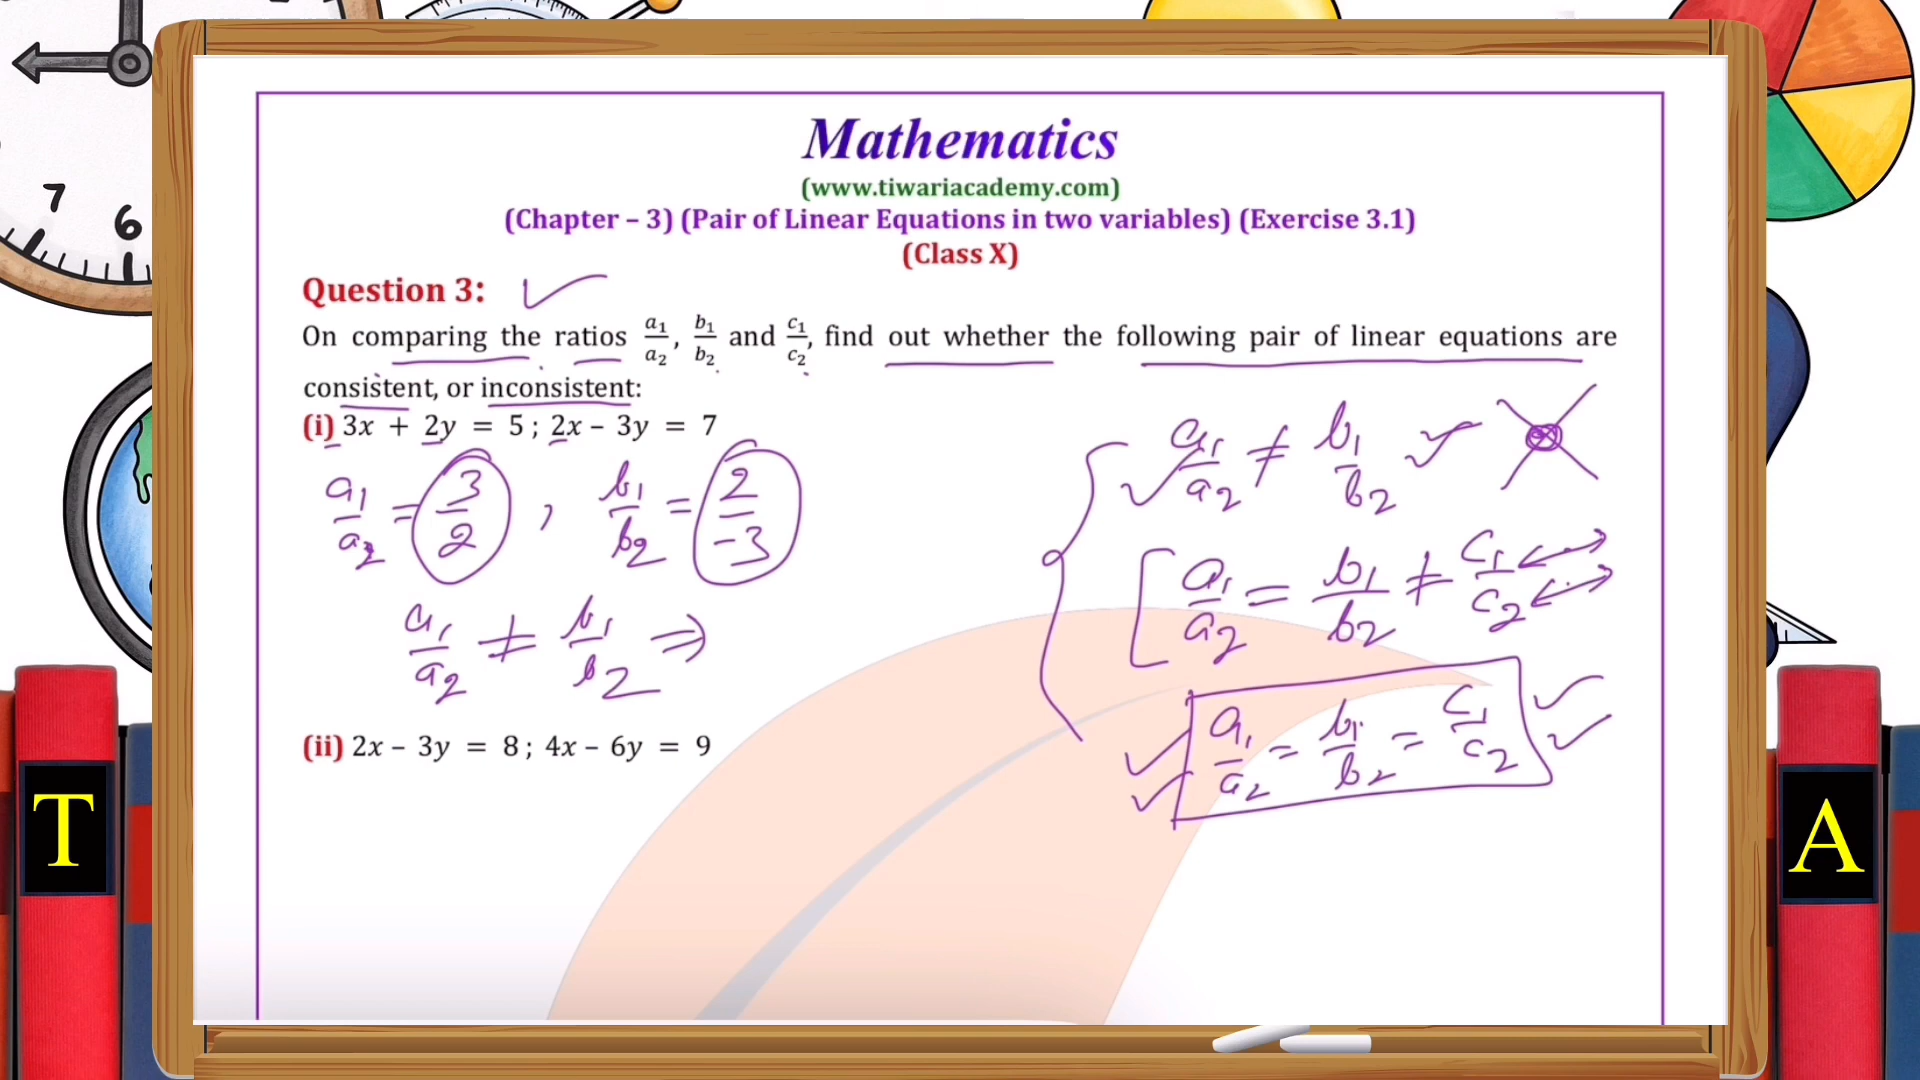 Mathematics
(www.tiwariacademy.com)
(Chapter – 3) (Pair of Linear Equations in two variables) (Exercise 3.1)
(Class X)
Question 3:
On comparing the ratios a₁/a₂, b₁/b₂ and c₁/c₂, find out whether the following pair of linear equations are
consistent, or inconsistent:
(i) 3x + 2y = 5 ; 2x – 3y = 7
a₁/a₂ = 3/2 , b₁/b₂ = 2/-3
a₁/a₂ ≠ b₁/b₂ ⇒
(ii) 2x – 3y = 8 ; 4x – 6y = 9
a₁/a₂ ≠ b₁/b₂
a₁/a₂ = b₁/b₂ ≠ c₁/c₂
a₁/a₂ = b₁/b₂ = c₁/c₂
7
6
T
A